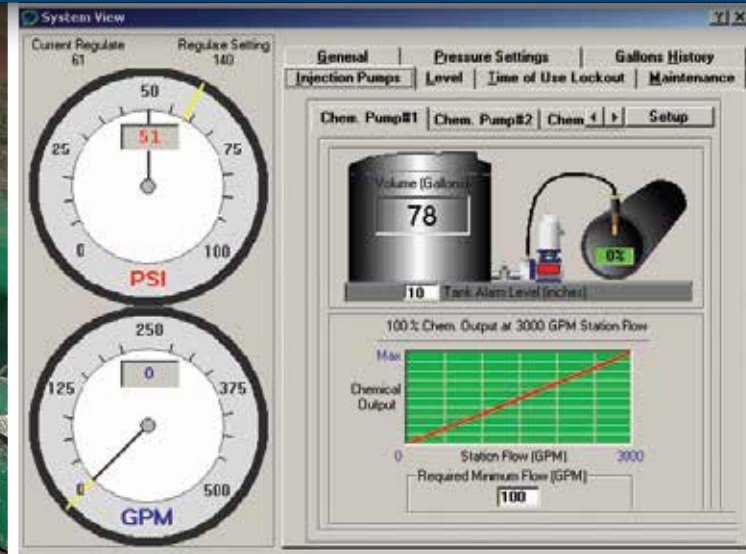 System View
Current Regulate
61
Regulate Setting
140
50
51
25
75
0
100
PSI
250
0
125
375
0
500
GPM
General
Pressure Settings
Gallons History
Injection Pumps
Level
Time of Use Lockout
Maintenance
Chem. Pump#1
Chem. Pump#2
Chem
Setup
Volume (Gallons)
78
0%
10 Tank Alarm Level (inches)
100 % Chem. Output at 3000 GPM Station Flow
Max
Chemical
Output
0
Station Flow (GPM)
3000
Required Minimum Flow (GPM)
100